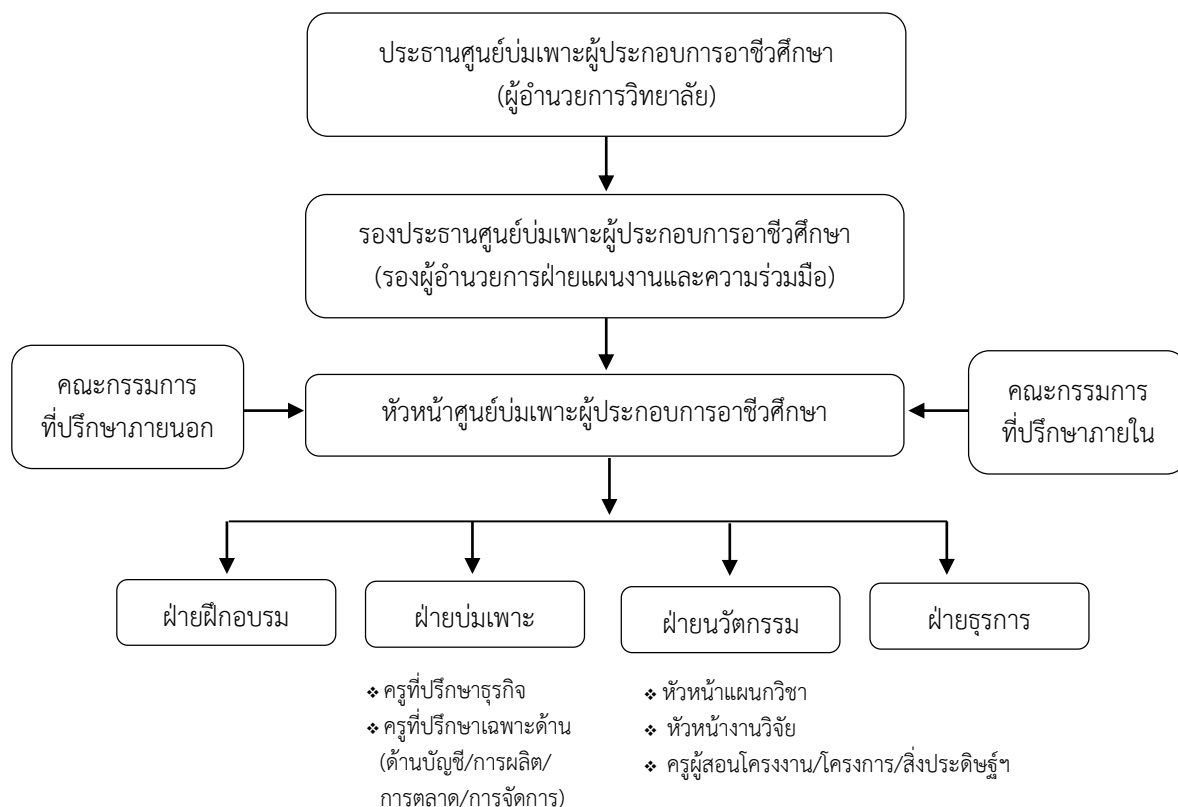 ประธานศูนย์บ่มเพาะผู้ประกอบการอาชีวศึกษา
(ผู้อำนวยการวิทยาลัย)
รองประธานศูนย์บ่มเพาะผู้ประกอบการอาชีวศึกษา
(รองผู้อำนวยการฝ่ายแผนงานและความร่วมมือ)
คณะกรรมการ
ที่ปรึกษาภายนอก
หัวหน้าศูนย์บ่มเพาะผู้ประกอบการอาชีวศึกษา
คณะกรรมการ
ที่ปรึกษาภายใน
ฝ่ายฝึกอบรม
ฝ่ายบ่มเพาะ
ฝ่ายนวัตกรรม
ฝ่ายธุรการ
❖ ครูที่ปรึกษาธุรกิจ
❖ ครูที่ปรึกษาเฉพาะด้าน
(ด้านบัญชี/การผลิต/
การตลาด/การจัดการ)
❖ หัวหน้าแผนกวิชา
❖ หัวหน้างานวิจัย
❖ ครูผู้สอนโครงงาน/โครงการ/สิ่งประดิษฐ์ฯ